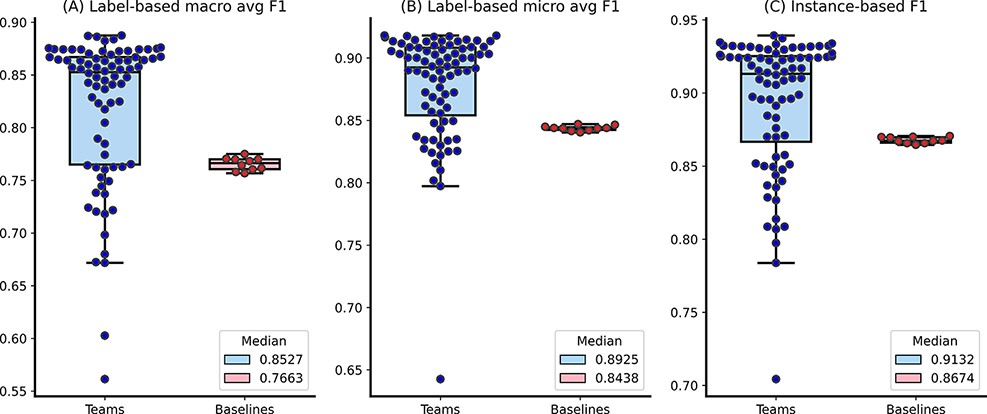 (A) Label-based macro avg F1
0.90
0.85
0.80
0.75
0.70
0.65
0.60
0.55
Teams
Baselines
Median
0.8527
0.7663
(B) Label-based micro avg F1
0.90
0.85
0.80
0.75
0.70
0.65
Teams
Baselines
Median
0.8925
0.8438
(C) Instance-based F1
0.95
0.90
0.85
0.80
0.75
0.70
Teams
Baselines
Median
0.9132
0.8674